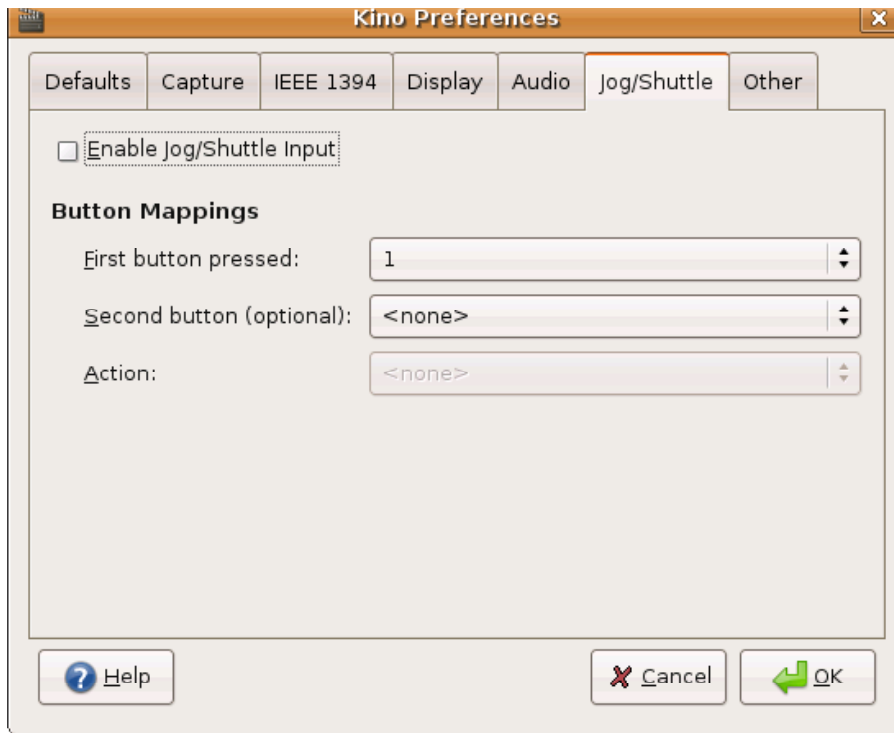 Kino Preferences
Defaults Capture IEEE 1394 Display Audio Jog/Shuttle Other
Enable Jog/Shuttle Input
Button Mappings
First button pressed: 1
Second button (optional): <none>
Action: <none>
Help Cancel OK